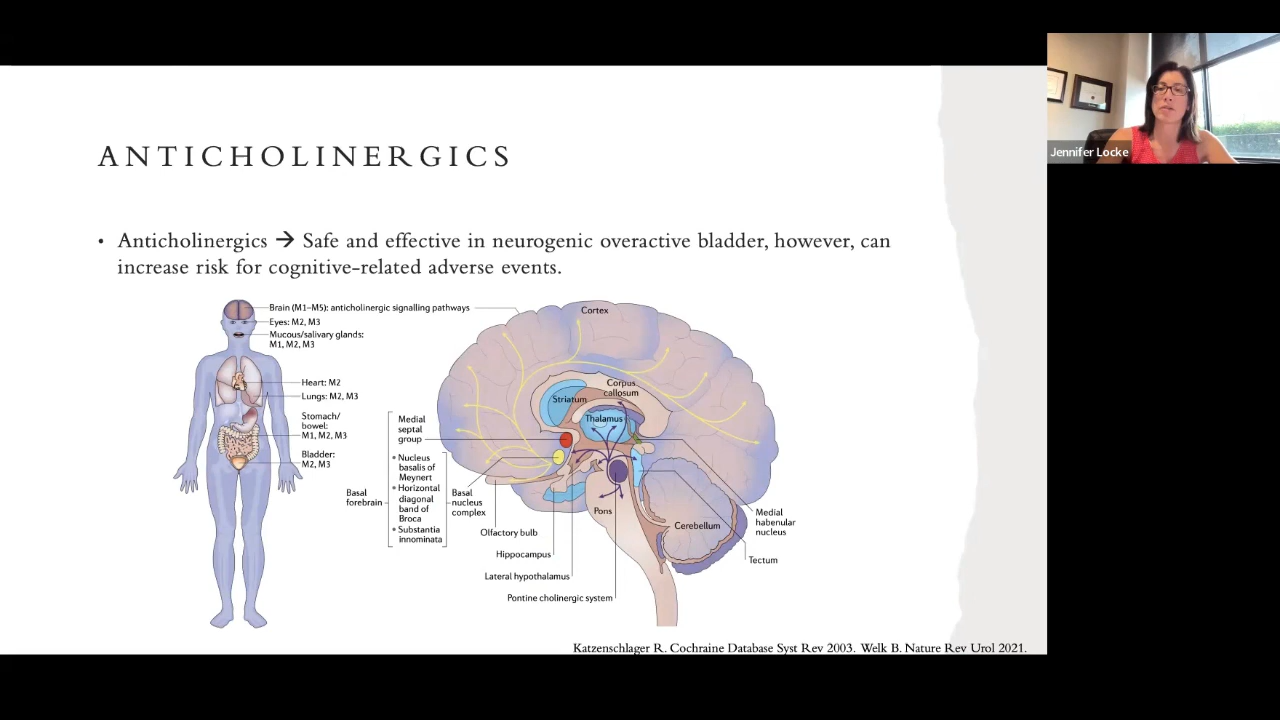 ANTICHOLINERGICS
Jennifer Locke
• Anticholinergics → Safe and effective in neurogenic overactive bladder, however, can
increase risk for cognitive-related adverse events.
Brain (M1–M5): anticholinergic signalling pathways
Eyes: M2, M3
Mucous/salivary glands:
M1, M2, M3
Heart: M2
Lungs: M2, M3
Stomach/
bowel:
M1, M2, M3
Bladder:
M2, M3
Cortex
Corpus
callosum
Striatum
Thalamus
Medial
septal
group
Basal
forebrain
• Nucleus
basalis of
Meynert
• Horizontal
diagonal
band of
Broca
• Substantia
innominata
Basal
nucleus
complex
Olfactory bulb
Hippocampus
Lateral hypothalamus
Pontine cholinergic system
Pons
Cerebellum
Medial
habenular
nucleus
Tectum
Katzenschlager R. Cochraine Database Syst Rev 2003. Welk B. Nature Rev Urol 2021.